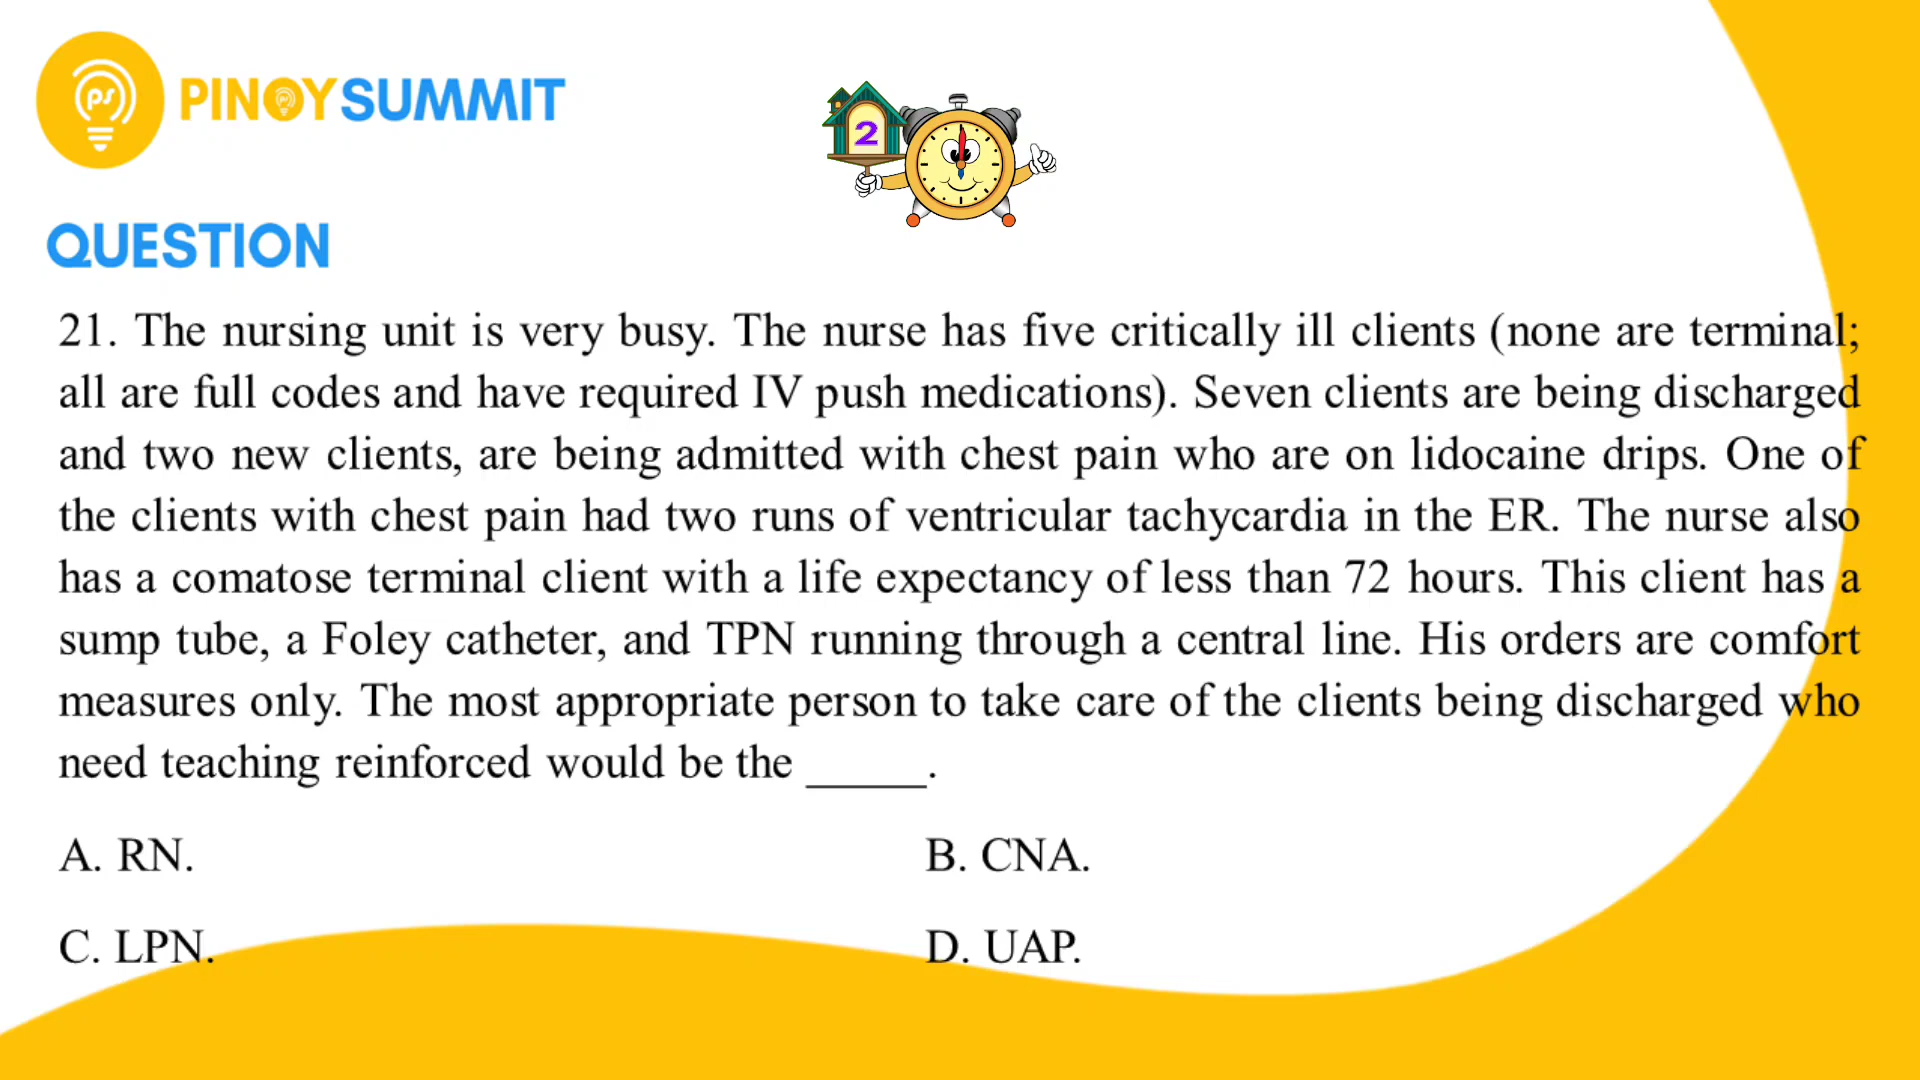 ps PINOYSUMMIT
2
QUESTION
21. The nursing unit is very busy. The nurse has five critically ill clients (none are terminal;
all are full codes and have required IV push medications). Seven clients are being discharged
and two new clients, are being admitted with chest pain who are on lidocaine drips. One of
the clients with chest pain had two runs of ventricular tachycardia in the ER. The nurse also
has a comatose terminal client with a life expectancy of less than 72 hours. This client has a
sump tube, a Foley catheter, and TPN running through a central line. His orders are comfort
measures only. The most appropriate person to take care of the clients being discharged who
need teaching reinforced would be the _____.
A. RN.
B. CNA.
C. LPN.
D. UAP.